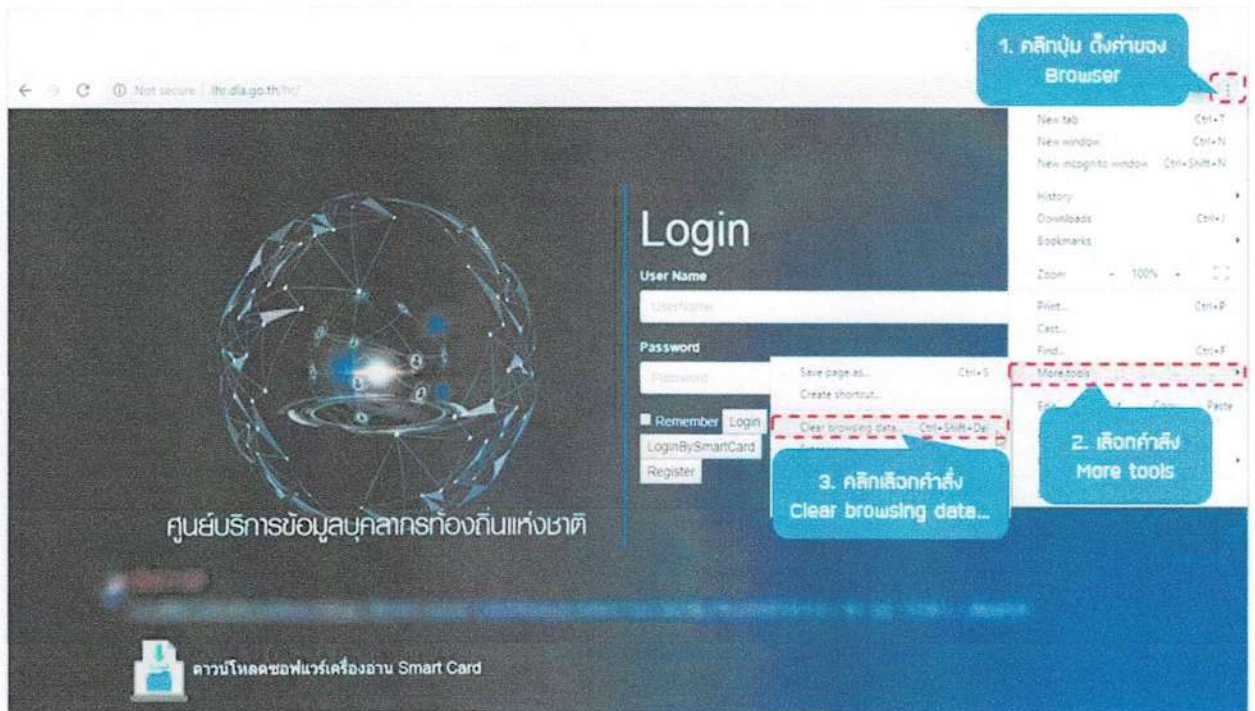 1. คลิกปุ่ม ตั้งค่าของ
Browser
Not secure | lhr.dla.go.th/hr/
New tab Ctrl+T
New window Ctrl+N
New incognito window Ctrl+Shift+N
History
Downloads Ctrl+J
Bookmarks
Zoom - 100% +
Print... Ctrl+P
Cast...
Find... Ctrl+F
More tools
Edit Copy Paste
Login
User Name
UserName
Password
Password
Remember Login
LoginBySmartCard
Register
Save page as... Ctrl+S
Create shortcut...
Clear browsing data... Ctrl+Shift+Del
2. เลือกคำสั่ง
More tools
3. คลิกเลือกคำสั่ง
Clear browsing data...
ศูนย์บริการข้อมูลบุคลากรท้องถิ่นแห่งชาติ
ดาวน์โหลดซอฟแวร์เครื่องอ่าน Smart Card